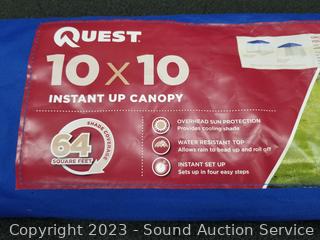 QUEST.
10 x 10
INSTANT UP CANOPY
SHADE COVERAGE
64
SQUARE FEET
OVERHEAD SUN PROTECTION
Provides cooling shade
WATER RESISTANT TOP
Allows rain to bead up and roll off
INSTANT SET UP
Sets up in four easy steps
Copyright 2023 - Sound Auction Service